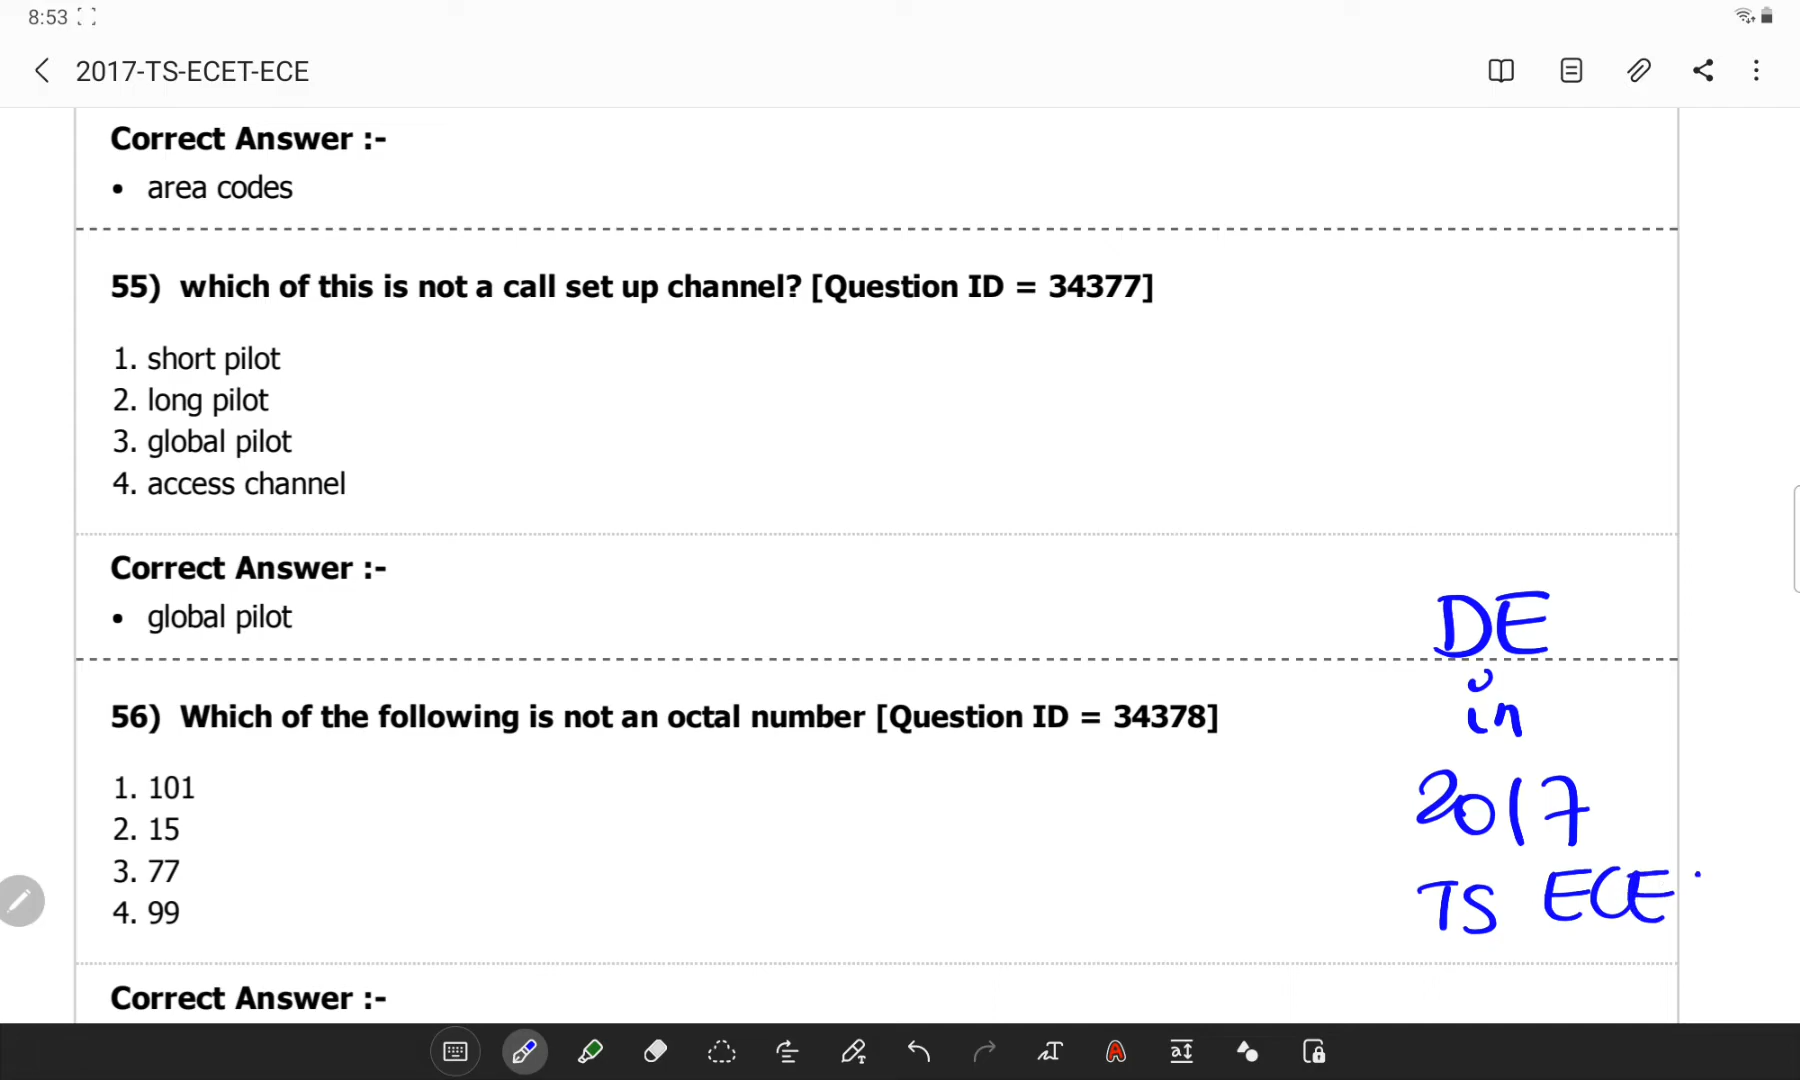 8:53
2017-TS-ECET-ECE
Correct Answer :-
• area codes
55) which of this is not a call set up channel? [Question ID = 34377]
1. short pilot
2. long pilot
3. global pilot
4. access channel
Correct Answer :-
• global pilot
56) Which of the following is not an octal number [Question ID = 34378]
1. 101
2. 15
3. 77
4. 99
Correct Answer :-
DE
in
2017
TS ECE